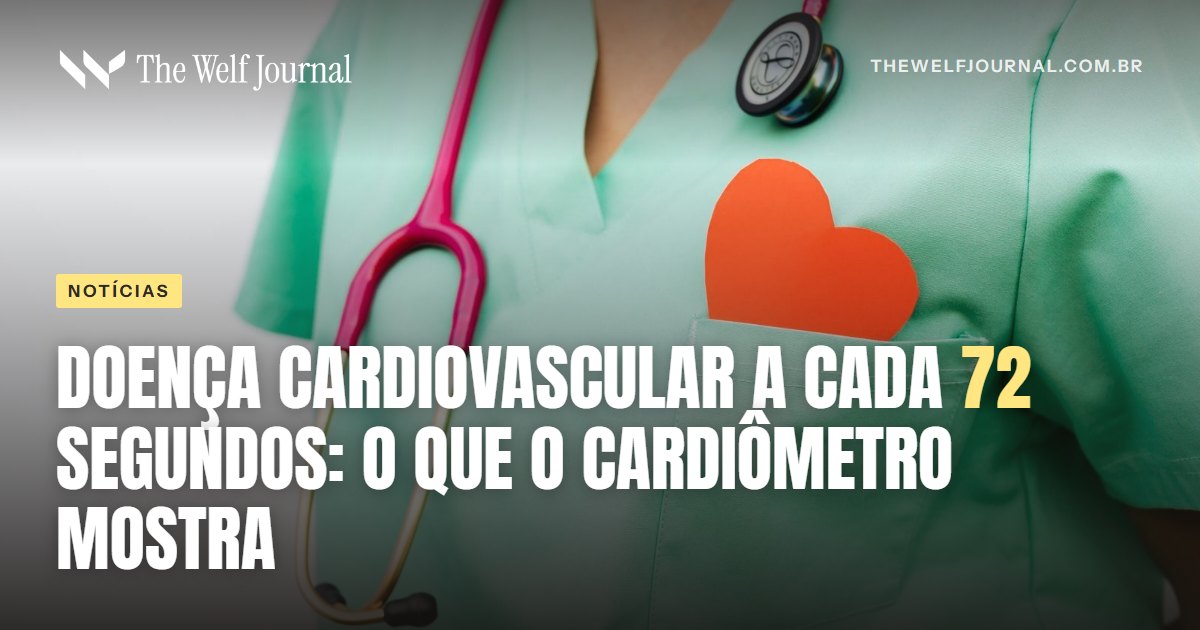 The Welf Journal
THEWELFJOURNAL.COM.BR
NOTÍCIAS
DOENÇA CARDIOVASCULAR A CADA 72
SEGUNDOS: O QUE O CARDIÔMETRO
MOSTRA